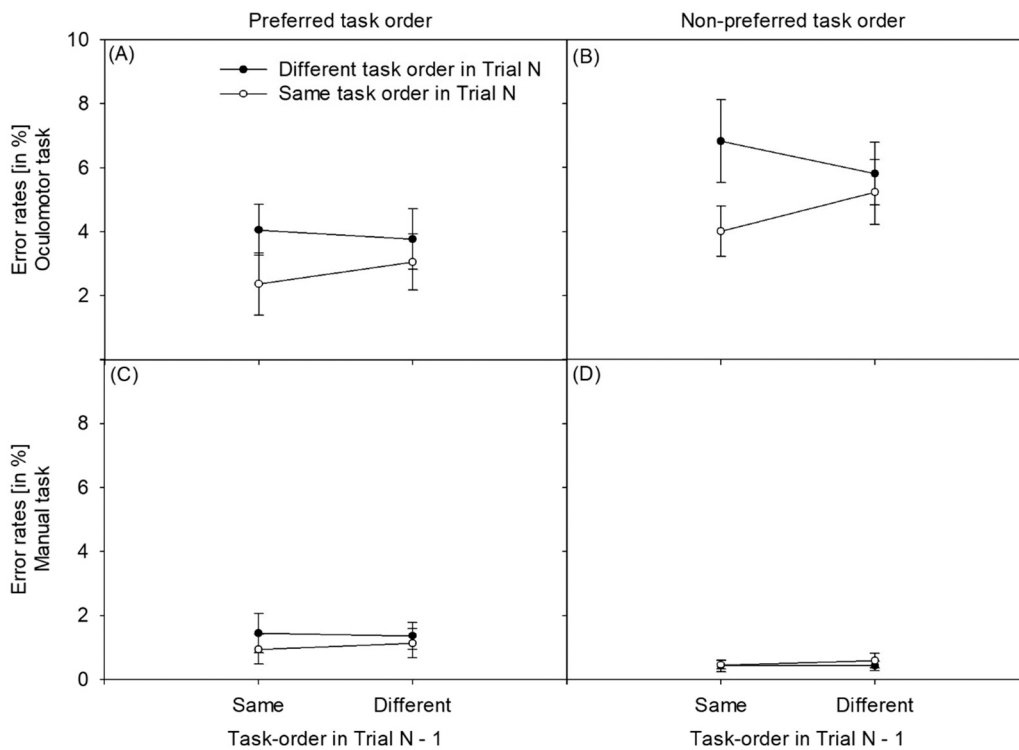 Preferred task order
Non-preferred task order
10
8
6
4
2
Error rates [in %]
Oculomotor task
(A)
Different task order in Trial N
Same task order in Trial N
(B)
8
6
4
2
0
Error rates [in %]
Manual task
(C)
(D)
Same
Different
Same
Different
Task-order in Trial N - 1
Task-order in Trial N - 1